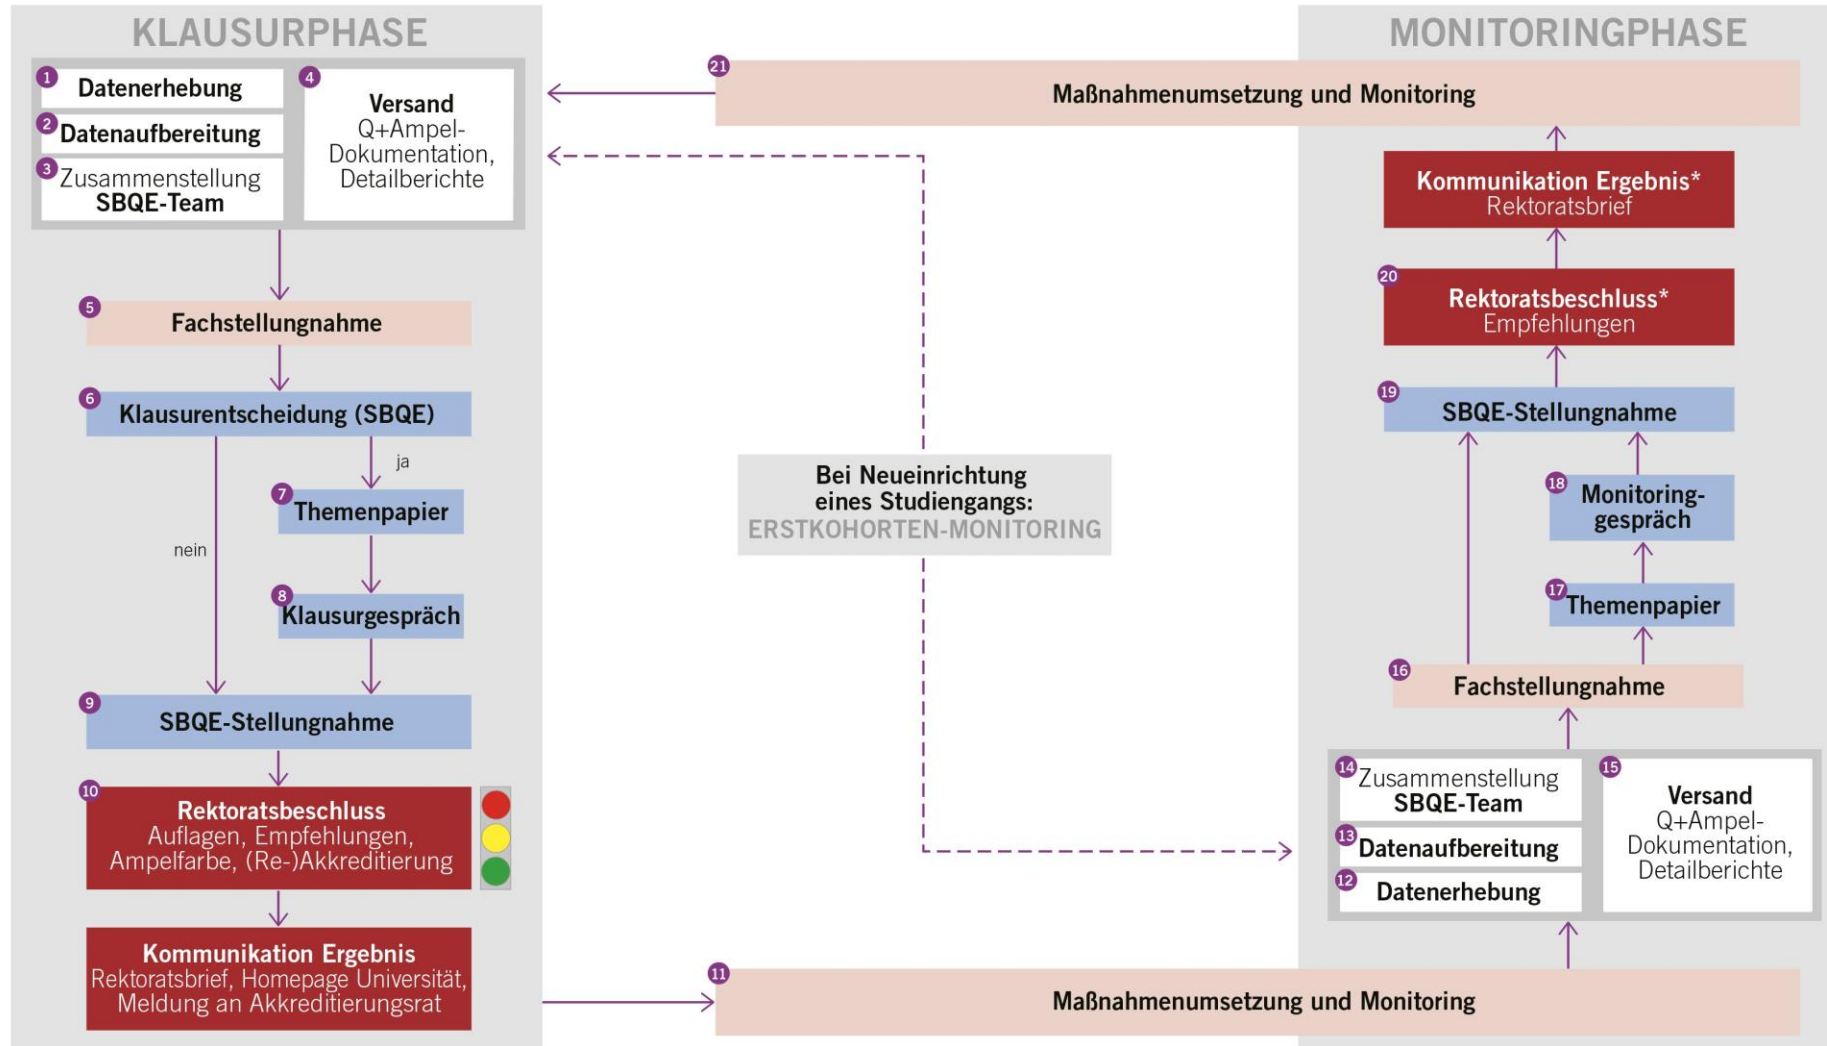 KLAUSURPHASE
1
Datenerhebung
2
Datenaufbereitung
3
Zusammenstellung
SBQE-Team
4
Versand
Q+Ampel-
Dokumentation,
Detailberichte
5
Fachstellungnahme
6
Klausurentscheidung (SBQE)
ja
nein
7
Themenpapier
8
Klausurgespräch
9
SBQE-Stellungnahme
10
Rektoratsbeschluss
Auflagen, Empfehlungen,
Ampelfarbe, (Re-)Akkreditierung
Kommunikation Ergebnis
Rektoratsbrief, Homepage Universität,
Meldung an Akkreditierungsrat
21
Maßnahmenumsetzung und Monitoring
Bei Neueinrichtung
eines Studiengangs:
ERSTKOHORTEN-MONITORING
11
Maßnahmenumsetzung und Monitoring
MONITORINGPHASE
Kommunikation Ergebnis*
Rektoratsbrief
20
Rektoratsbeschluss*
Empfehlungen
19
SBQE-Stellungnahme
18
Monitoring-
gespräch
17
Themenpapier
16
Fachstellungnahme
14
Zusammenstellung
SBQE-Team
13
Datenaufbereitung
12
Datenerhebung
15
Versand
Q+Ampel-
Dokumentation,
Detailberichte